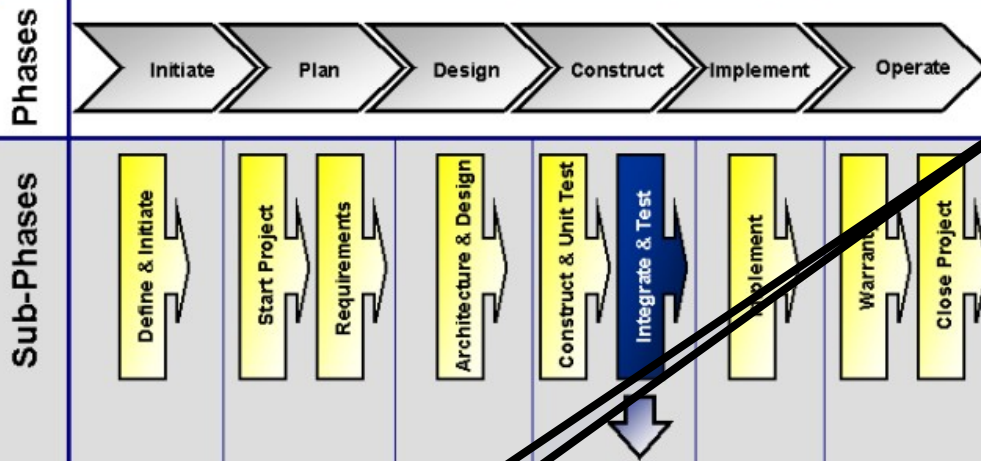 Phases
Initiate
Plan
Design
Construct
Implement
Operate
Sub-Phases
Define & Initiate
Start Project
Requirements
Architecture & Design
Construct & Unit Test
Integrate & Test
Close Project